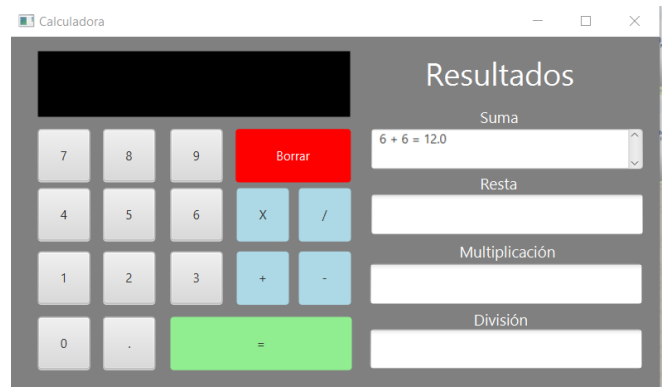 Calculadora
Resultados
Suma
6 + 6 = 12.0
7 8 9 Borrar
Resta
4 5 6 X /
Multiplicación
1 2 3 + -
División
0 . =